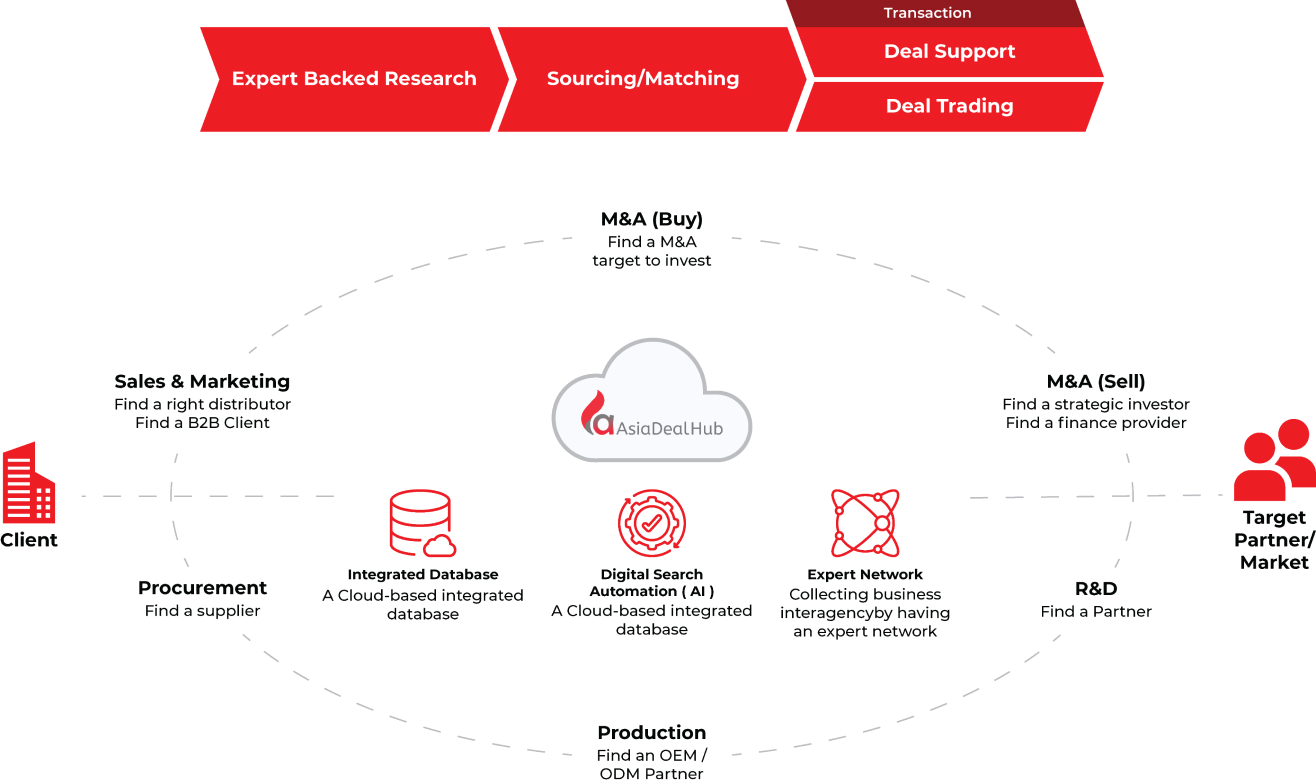 Transaction
Expert Backed Research
Sourcing/Matching
Deal Support
Deal Trading
M&A (Buy)
Find a M&A
target to invest
Sales & Marketing
Find a right distributor
Find a B2B Client
AsiaDealHub
M&A (Sell)
Find a strategic investor
Find a finance provider
Client
Target
Partner/
Market
Procurement
Find a supplier
Integrated Database
A Cloud-based integrated
database
Digital Search
Automation ( AI )
A Cloud-based integrated
database
Expert Network
Collecting business
interagencyby having
an expert network
R&D
Find a Partner
Production
Find an OEM /
ODM Partner